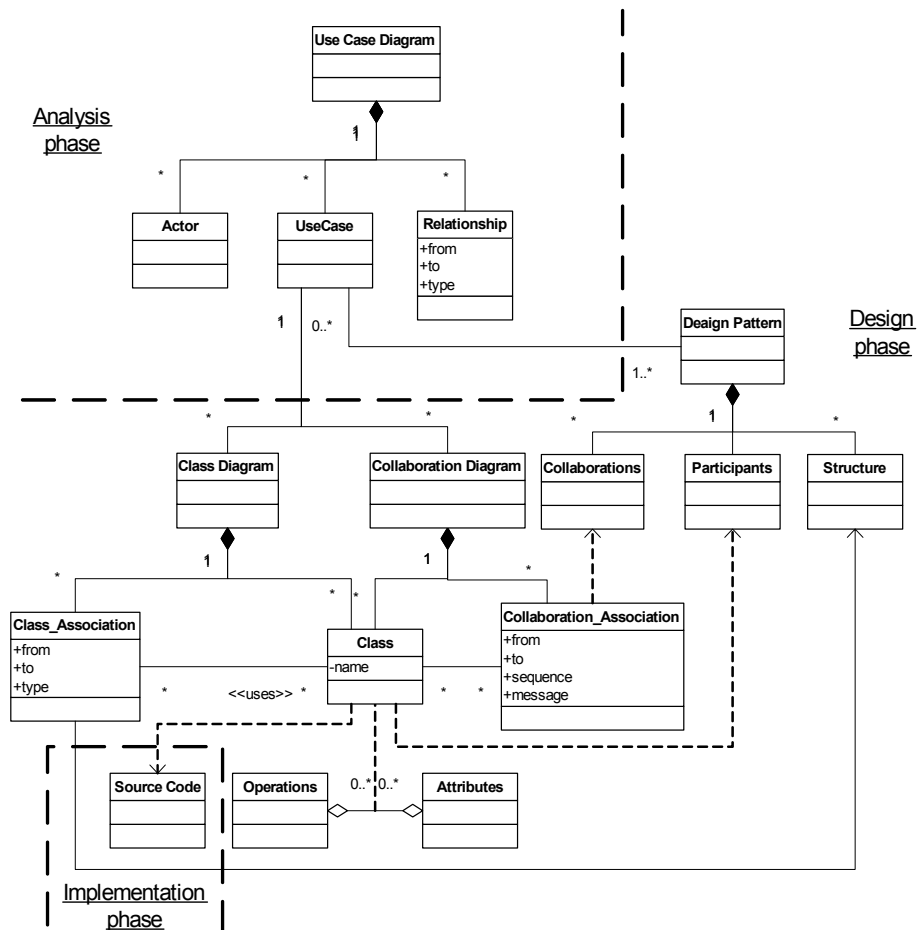 Use Case Diagram
Analysis
phase
1
*
*
*
Actor
UseCase
Relationship
+from
+to
+type
1
0..*
Deaign Pattern
Design
phase
1..*
1
*
*
*
*
Class Diagram
Collaboration Diagram
Collaborations
Participants
Structure
1
1
*
*
*
*
Class_Association
+from
+to
+type
Class
-name
Collaboration_Association
+from
+to
+sequence
+message
*
<<uses>>
*
*
*
Source Code
Operations
0..*
0..*
Attributes
Implementation
phase